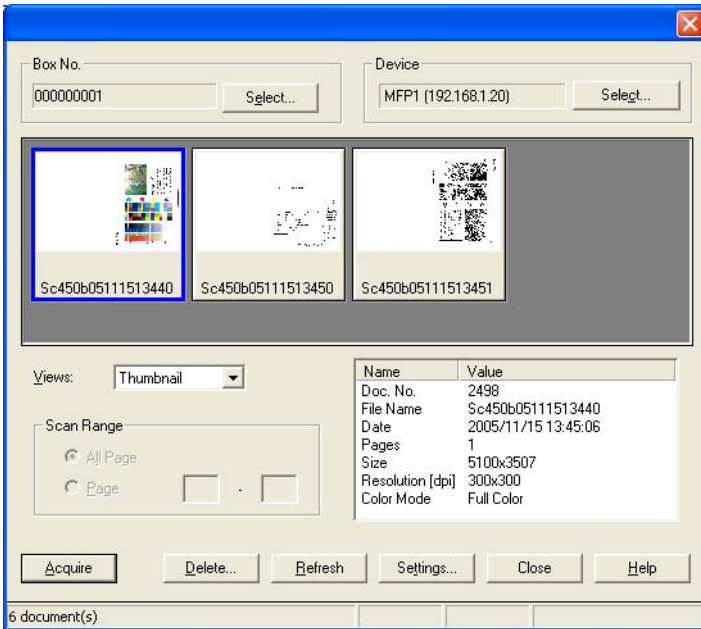 Box No.
000000001
Select...
Device
MFP1 (192.168.1.20)
Select...
Sc450b05111513440
Sc450b05111513450
Sc450b05111513451
Views:
Thumbnail
Scan Range
All Page
Page
-
Name Value
Doc. No. 2498
File Name Sc450b05111513440
Date 2005/11/15 13:45:06
Pages 1
Size 5100x3507
Resolution [dpi] 300x300
Color Mode Full Color
Acquire
Delete...
Refresh
Settings...
Close
Help
6 document(s)